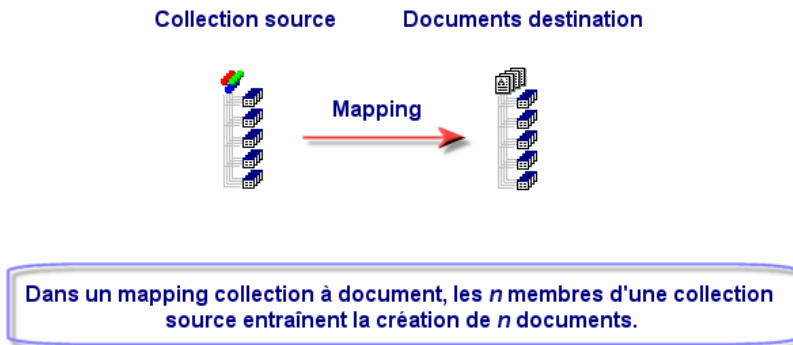 Collection source
Documents destination
Mapping
Dans un mapping collection à document, les n membres d'une collection
source entraînent la création de n documents.